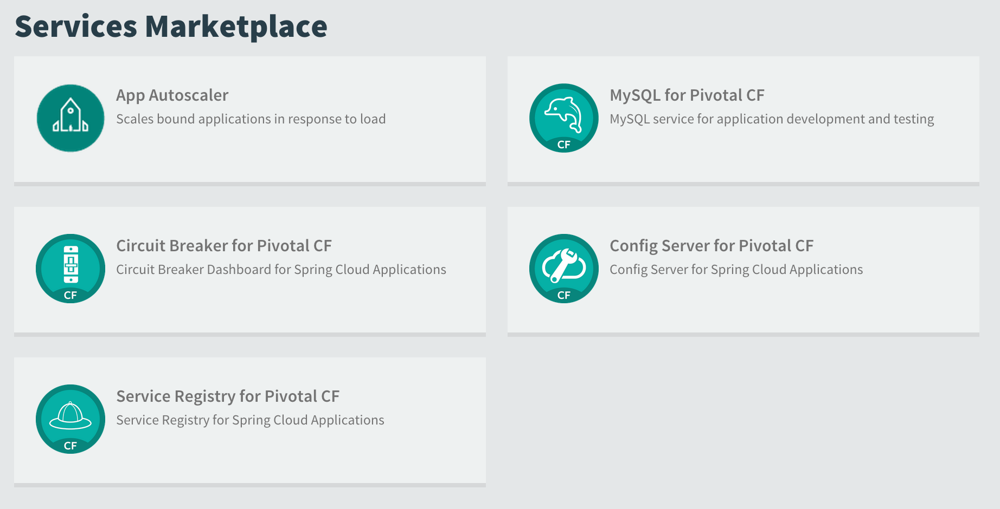 Services Marketplace
App Autoscaler
Scales bound applications in response to load
MySQL for Pivotal CF
MySQL service for application development and testing
CF
Circuit Breaker for Pivotal CF
Circuit Breaker Dashboard for Spring Cloud Applications
CF
Config Server for Pivotal CF
Config Server for Spring Cloud Applications
CF
Service Registry for Pivotal CF
Service Registry for Spring Cloud Applications
CF